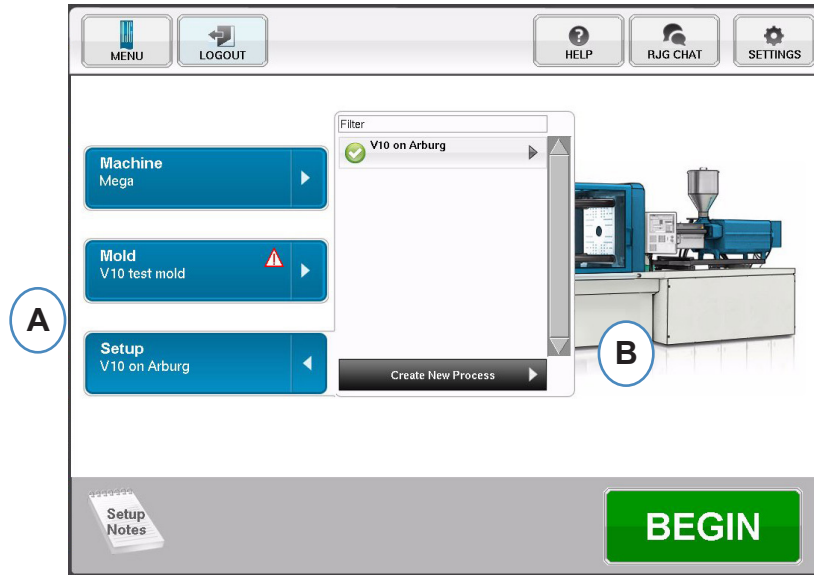 MENU
LOGOUT
HELP
RJG CHAT
SETTINGS
Filter
V10 on Arburg
Machine
Mega
Mold
V10 test mold
A
Setup
V10 on Arburg
B
Create New Process
Setup
Notes
BEGIN